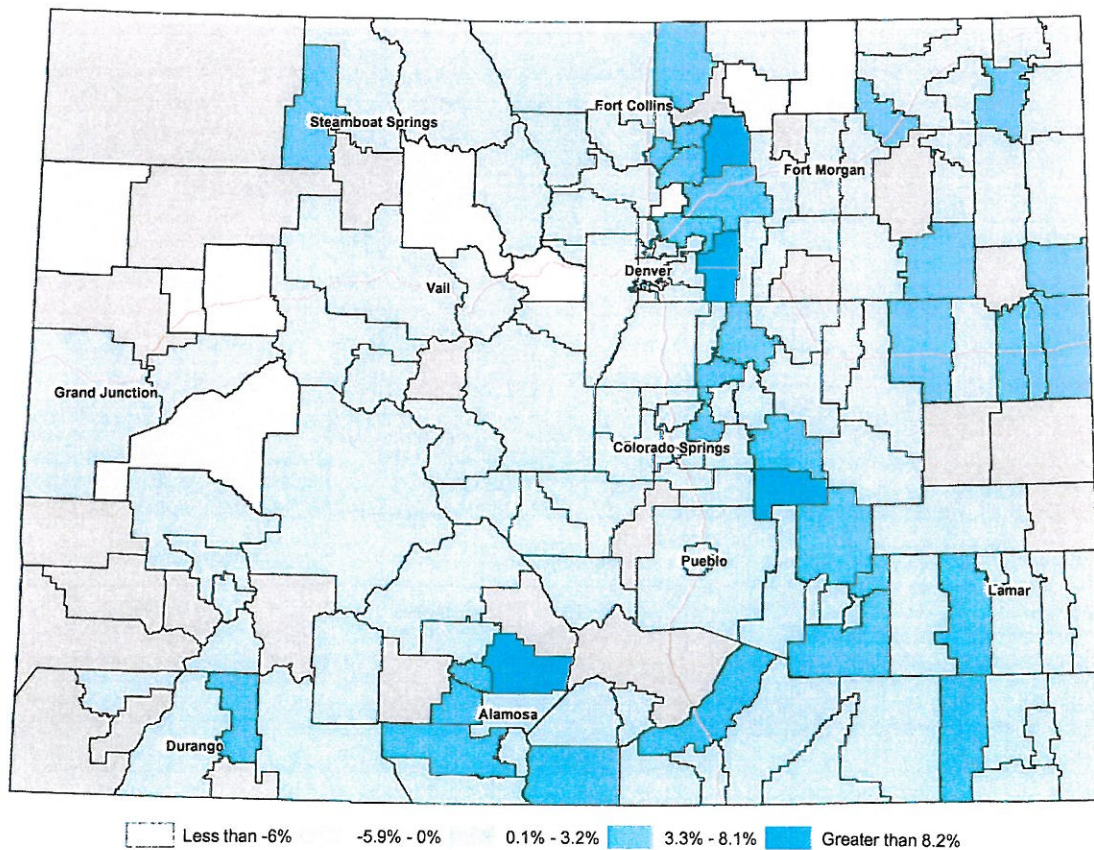 Fort Collins
Steamboat Springs
Fort Morgan
Denver
Vail
Grand Junction
Colorado Springs
Pueblo
Lamar
Alamosa
Durango
Less than -6% -5.9% - 0% 0.1% - 3.2% 3.3% - 8.1% Greater than 8.2%